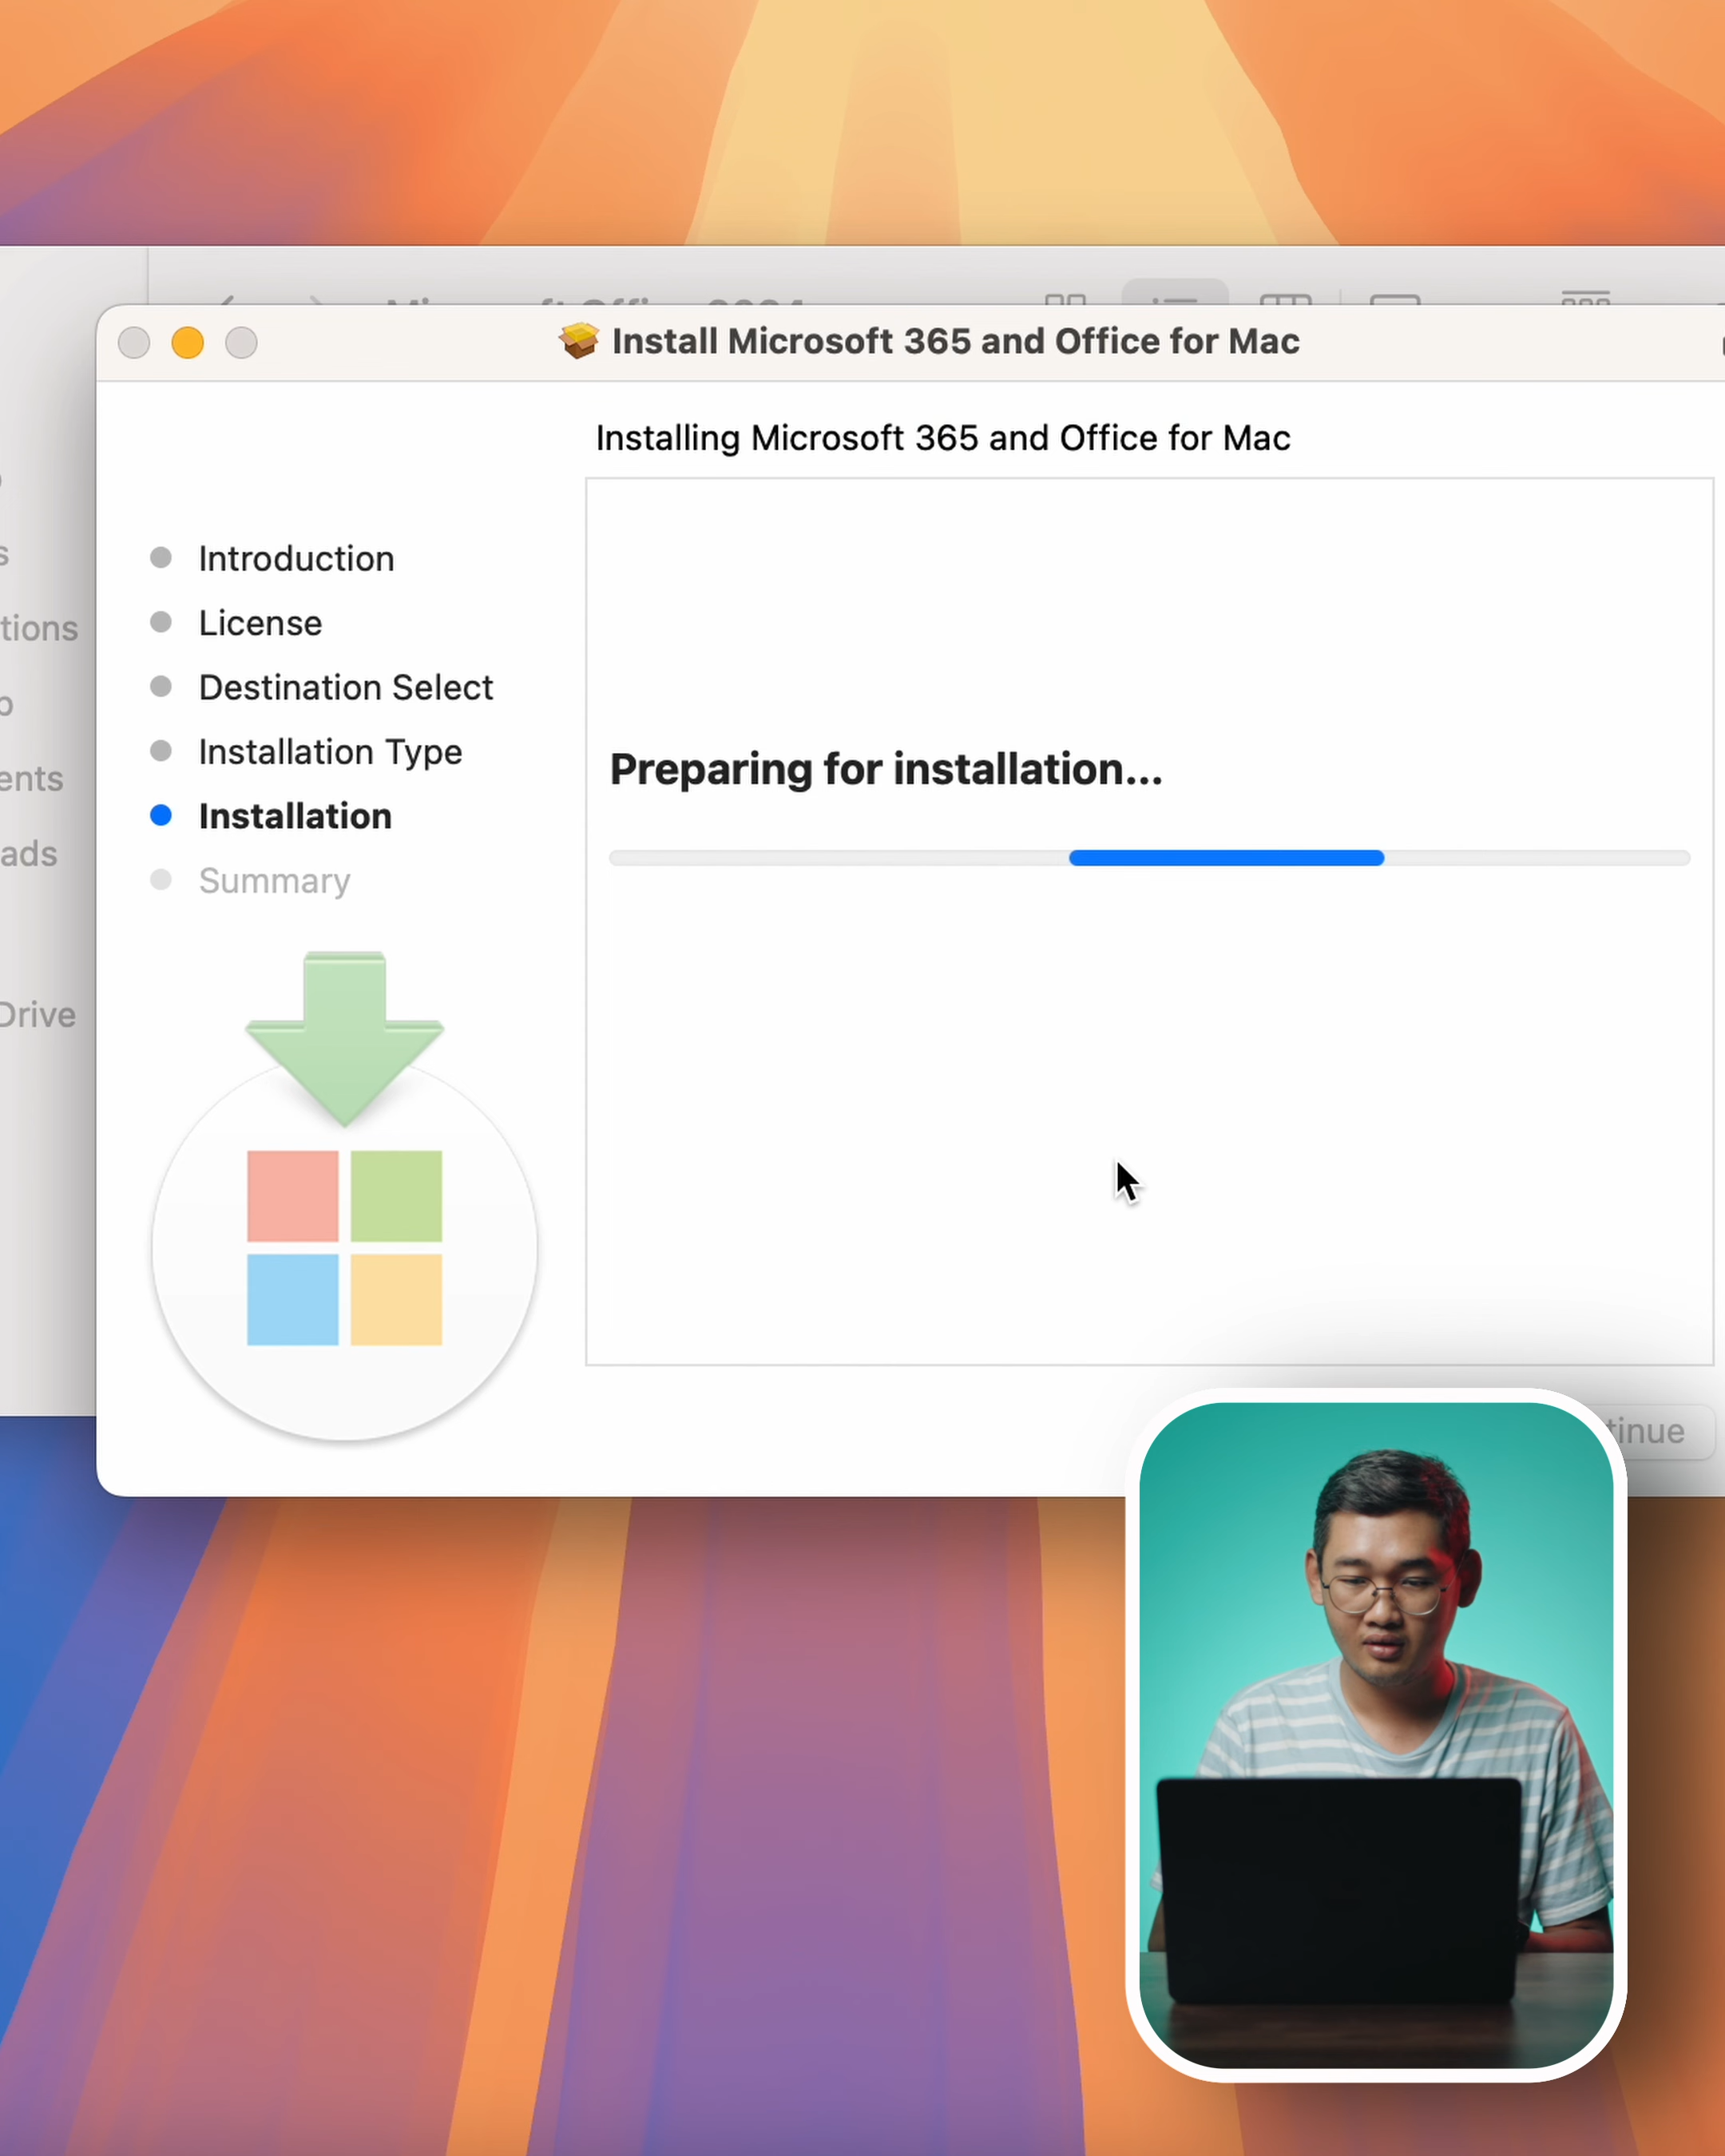 Install Microsoft 365 and Office for Mac
Installing Microsoft 365 and Office for Mac
Introduction
License
Destination Select
Installation Type
Installation
Summary
Preparing for installation...
Drive